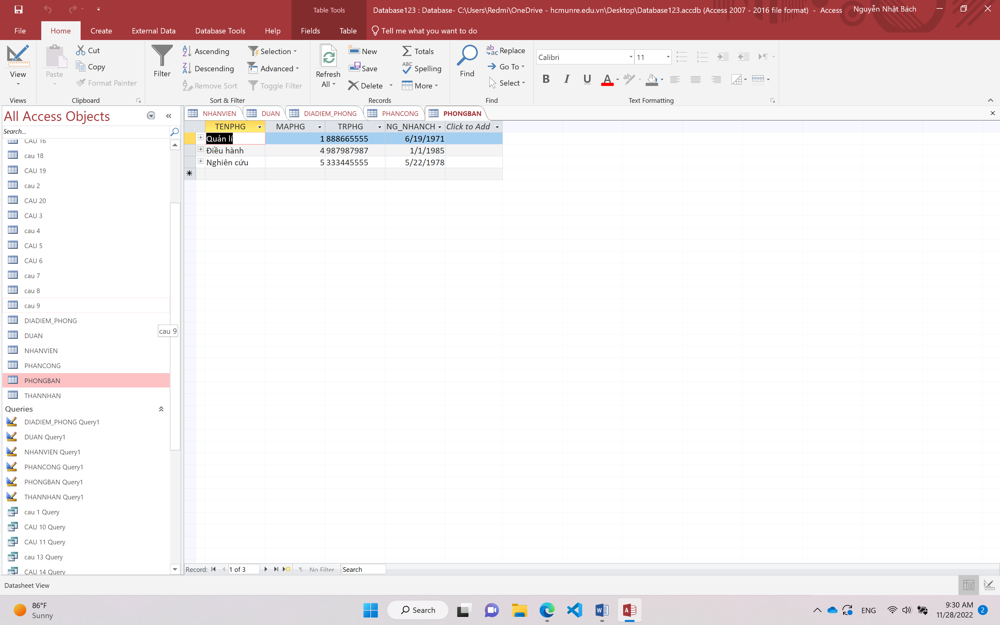 Table Tools
Database123 : Database- C:\Users\Redmi\OneDrive - hcmunre.edu.vn\Desktop\Database123.accdb (Access 2007 - 2016 file format) - Access
Nguyễn Nhật Bách
File Home Create External Data Database Tools Help Fields Table Tell me what you want to do
View
Views
Paste
Cut
Copy
Format Painter
Clipboard
Filter
Ascending
Descending
Remove Sort
Selection
Advanced
Toggle Filter
Sort & Filter
Refresh
All
New
Save
Delete
Totals
Spelling
More
Records
Find
Replace
Go To
Select
Find
Calibri 11
B I U A
Text Formatting
All Access Objects
Search...
CAU 16
cau 18
CAU 19
cau 2
CAU 20
CAU 3
cau 4
CAU 5
CAU 6
cau 7
cau 8
cau 9
DIADIEM_PHONG
cau 9
DUAN
NHANVIEN
PHANCONG
PHONGBAN
THANNHAN
Queries
DIADIEM_PHONG Query1
DUAN Query1
NHANVIEN Query1
PHANCONG Query1
PHONGBAN Query1
THANNHAN Query1
cau 1 Query
CAU 10 Query
CAU 11 Query
cau 13 Query
CAU 14 Query
NHANVIEN DUAN DIADIEM_PHONG PHANCONG PHONGBAN
TENPHG MAPHG TRPHG NG_NHANCH Click to Add
Quản lí 1 888665555 6/19/1971
Điều hành 4 987987987 1/1/1985
Nghiên cứu 5 333445555 5/22/1978
Record: 1 of 3 No Filter Search
Datasheet View
86°F
Sunny
Search
ENG
9:30 AM
11/28/2022
2